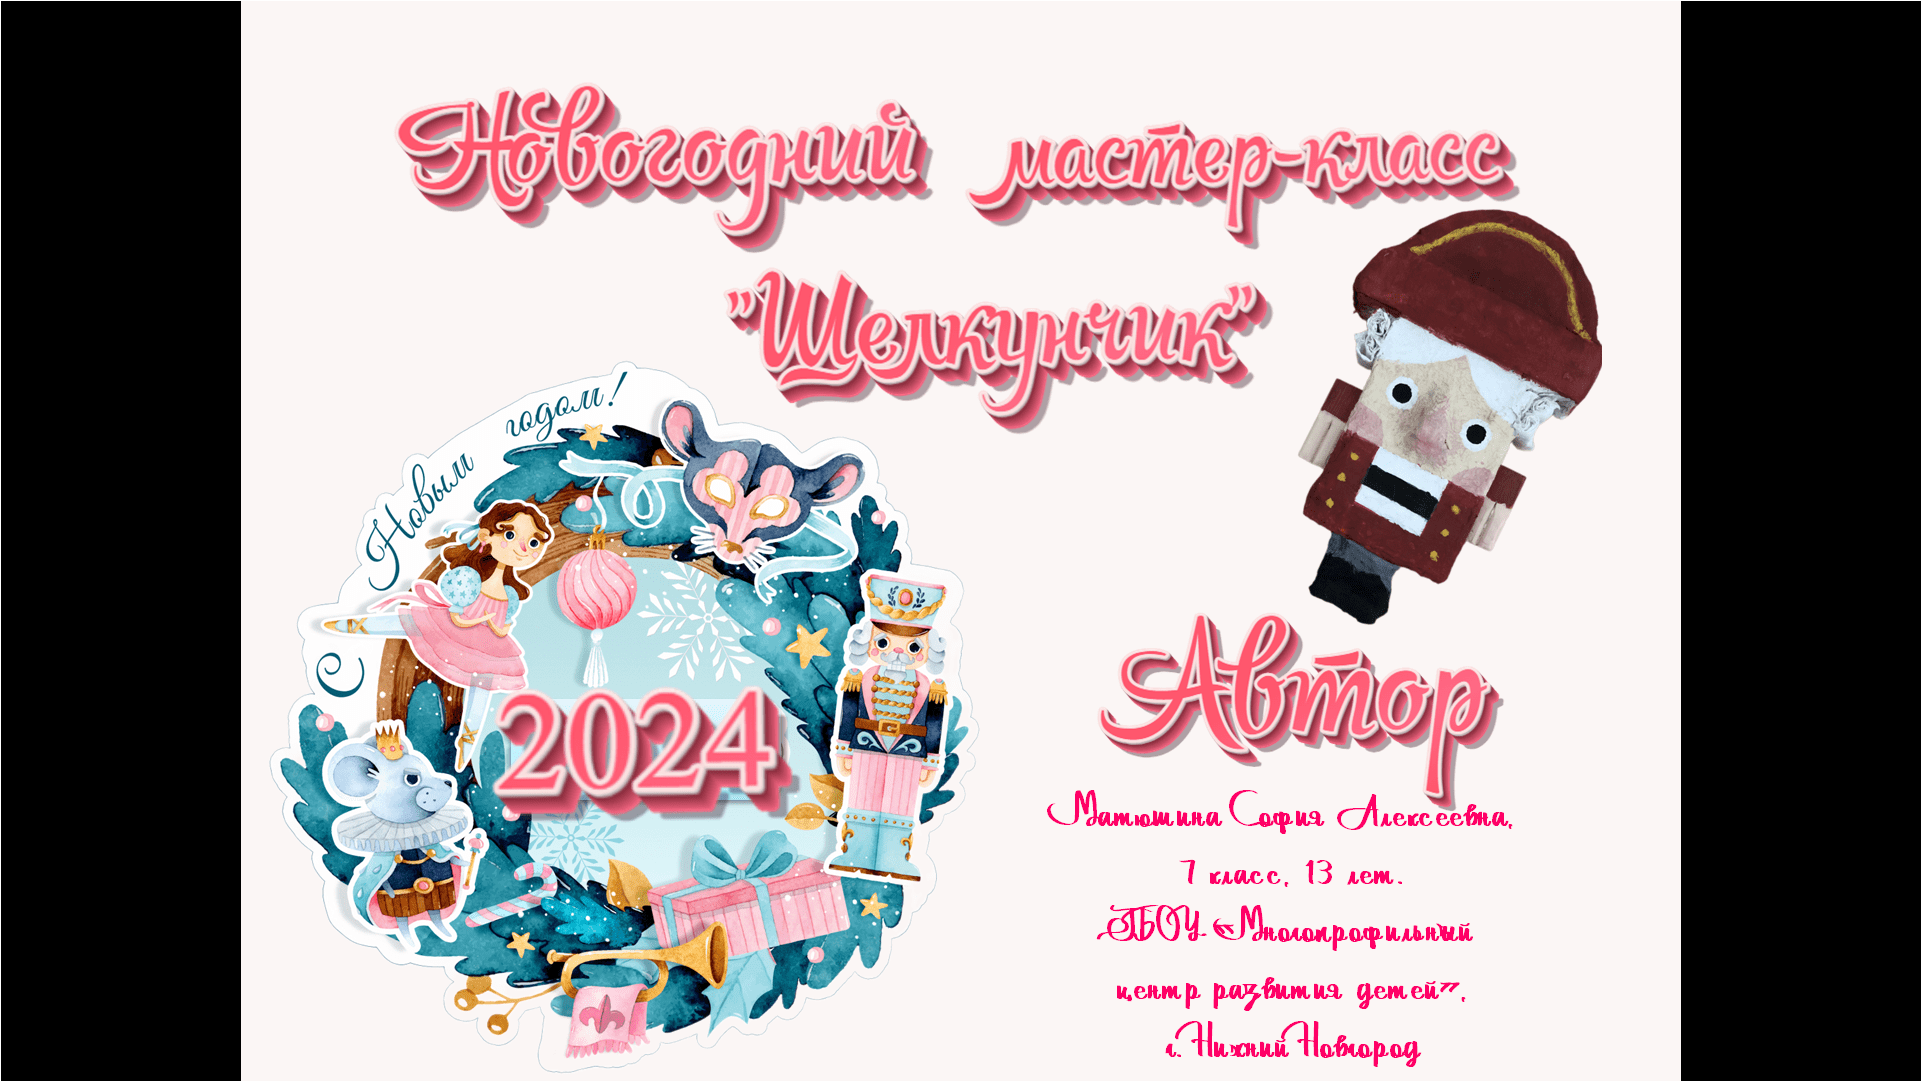 Новогодний мастер-класс
"Щелкунчик"
С Новым годом!
2024
Автор
Матюшина София Алексеевна,
7 класс, 13 лет.
ГБОУ «Многопрофильный
центр развития детей”,
г.Нижний Новгород